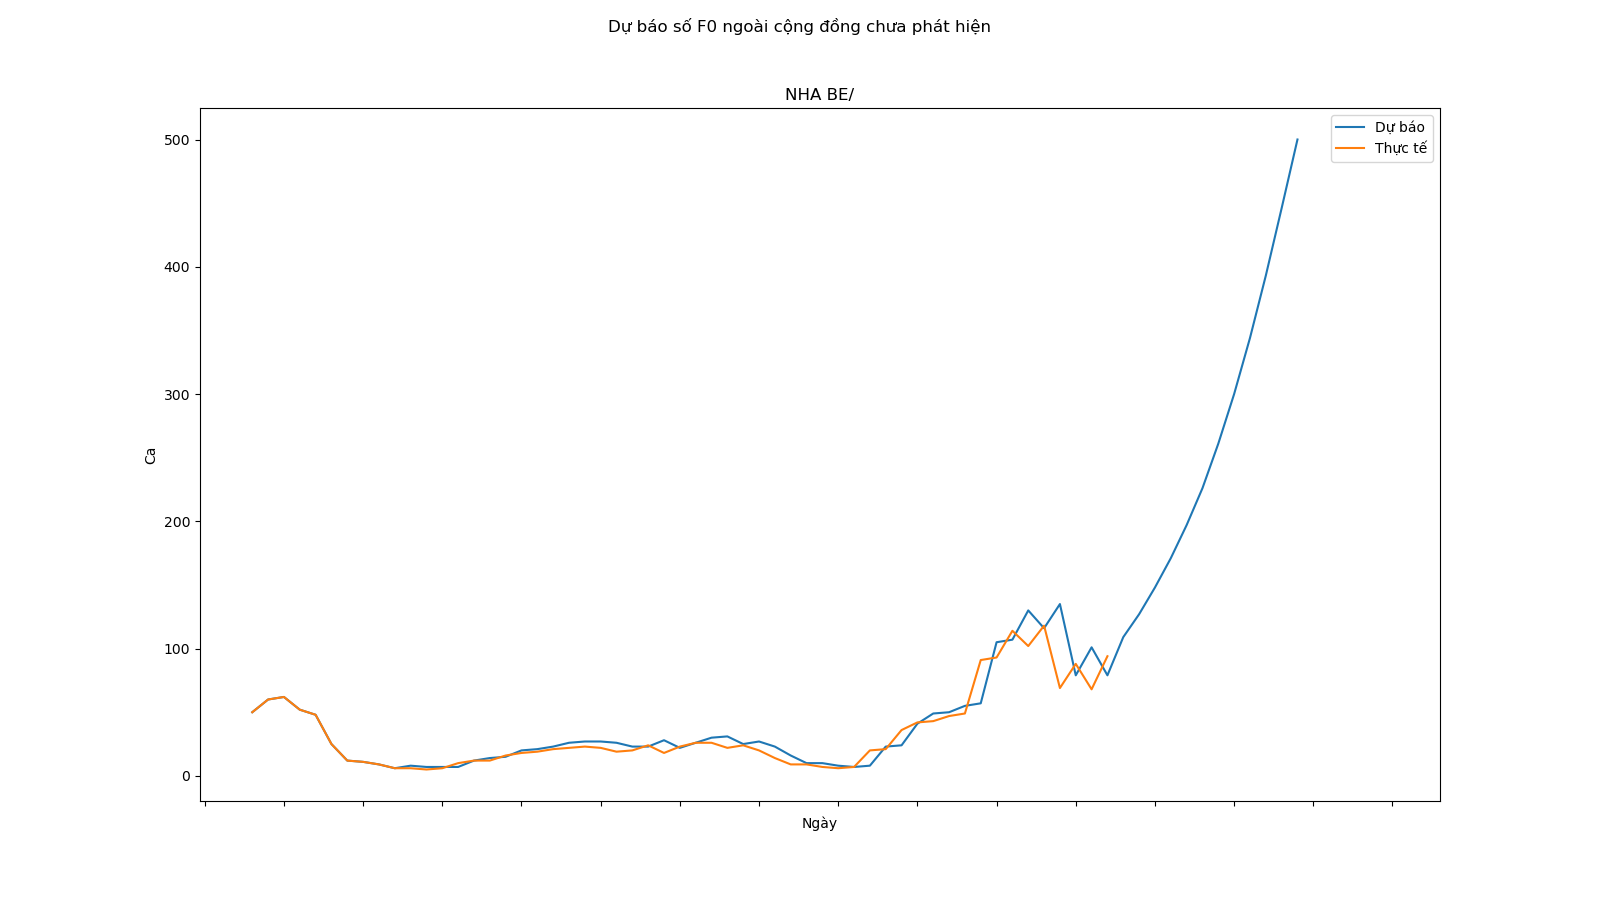 Dự báo số F0 ngoài cộng đồng chưa phát hiện
NHA BE/
Dự báo
Thực tế
500
400
300
200
100
0
Ca
Ngày